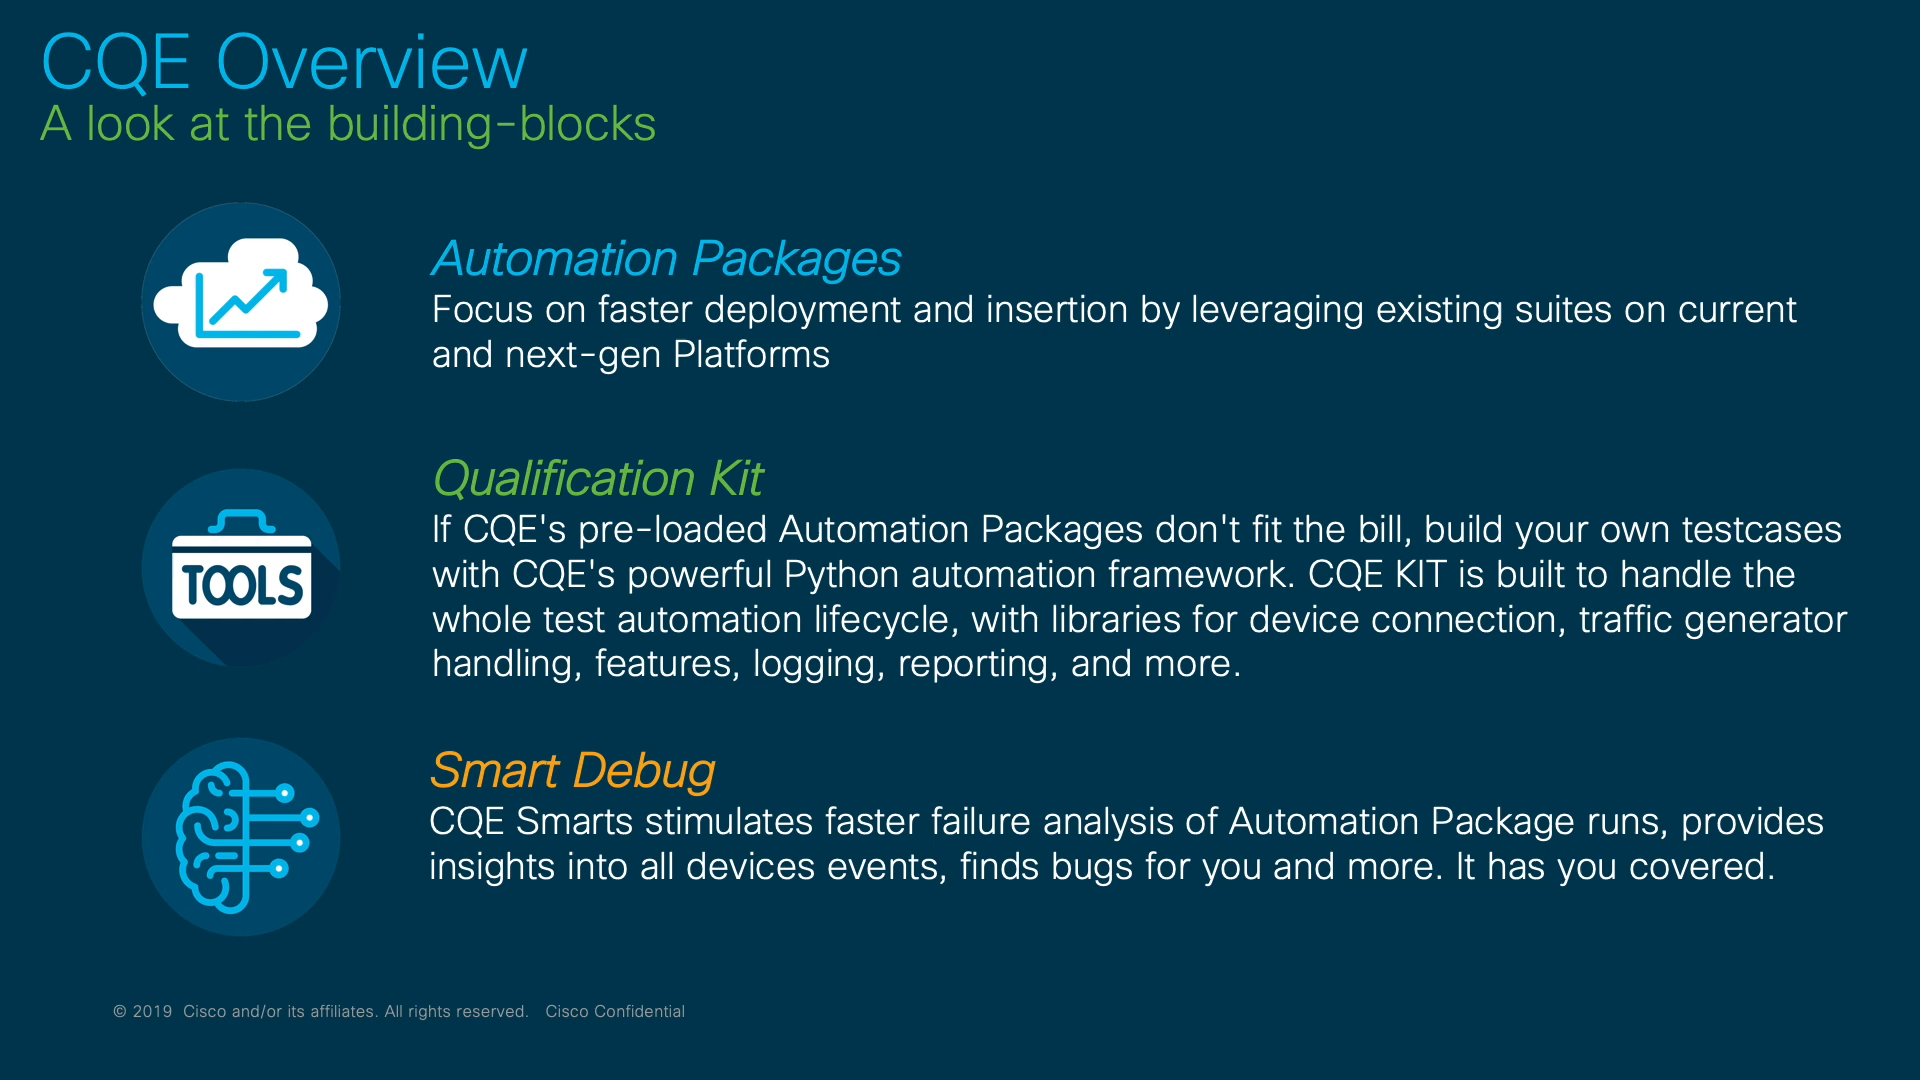 CQE Overview
A look at the building-blocks
Automation Packages
Focus on faster deployment and insertion by leveraging existing suites on current
and next-gen Platforms
Qualification Kit
If CQE's pre-loaded Automation Packages don't fit the bill, build your own testcases
with CQE's powerful Python automation framework. CQE KIT is built to handle the
whole test automation lifecycle, with libraries for device connection, traffic generator
handling, features, logging, reporting, and more.
TOOLS
Smart Debug
CQE Smarts stimulates faster failure analysis of Automation Package runs, provides
insights into all devices events, finds bugs for you and more. It has you covered.
© 2019 Cisco and/or its affiliates. All rights reserved. Cisco Confidential